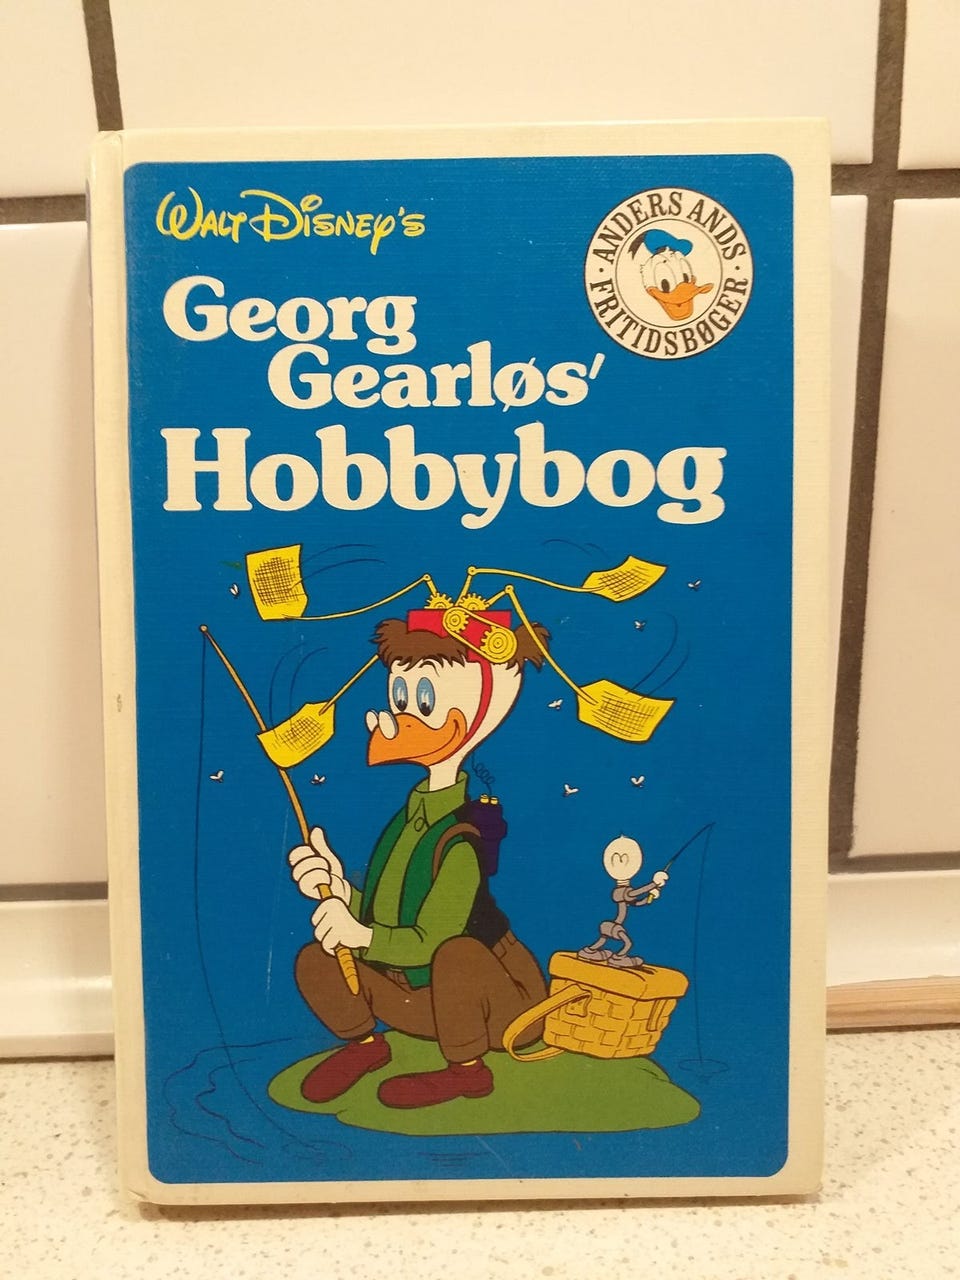 Walt Disney's
ANDERS ANDS
· FRITIDSBØGER ·
Georg
Gearløs'
Hobbybog